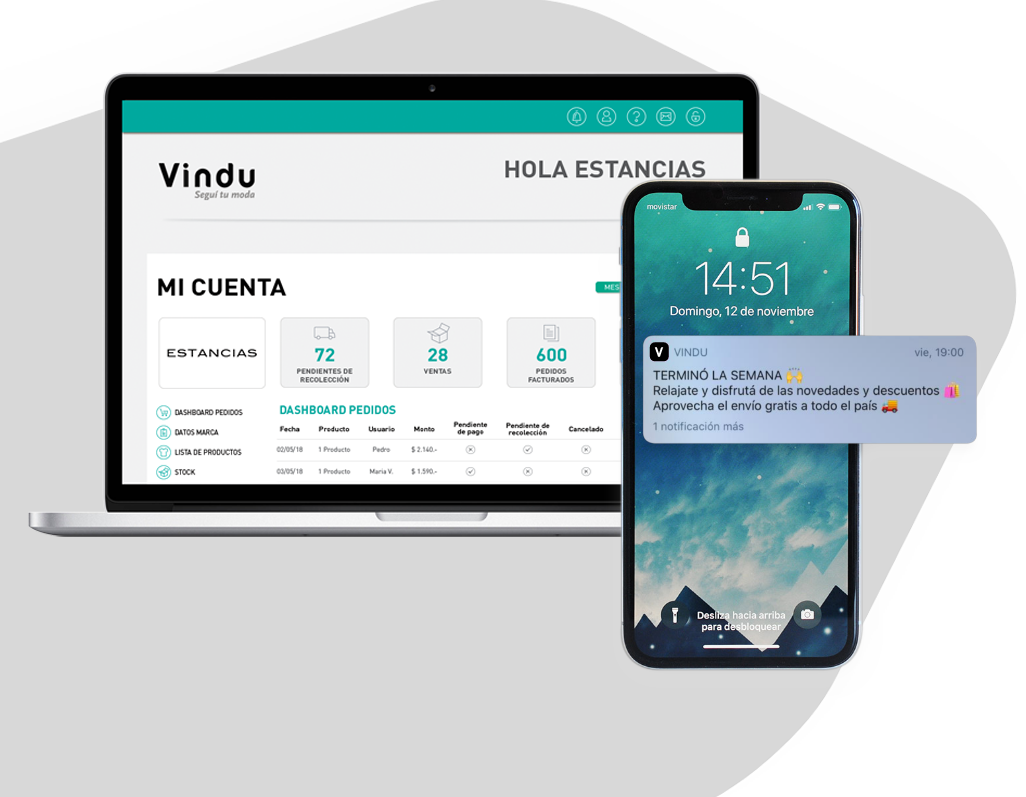 HOLA ESTANCIAS
Vindu
Seguí tu moda
MI CUENTA
ESTANCIAS
72
PENDIENTES DE
RECOLECCIÓN
28
VENTAS
600
PEDIDOS
FACTURADOS
DASHBOARD PEDIDOS
DATOS MARCA
LISTA DE PRODUCTOS
STOCK
DASHBOARD PEDIDOS
Fecha Producto Usuario Monto Pendiente de pago Pendiente de recolección Cancelado
02/05/18 1 Producto Pedro $ 2.140.-
03/05/18 1 Producto Maria V. $ 1.590.-
movistar
14:51
Domingo, 12 de noviembre
V VINDU vie, 19:00
TERMINÓ LA SEMANA 🙌
Relajate y disfrutá de las novedades y descuentos 🛍️
Aprovecha el envío gratis a todo el país 🚚
1 notificación más
Desliza hacia arriba
para desbloquear